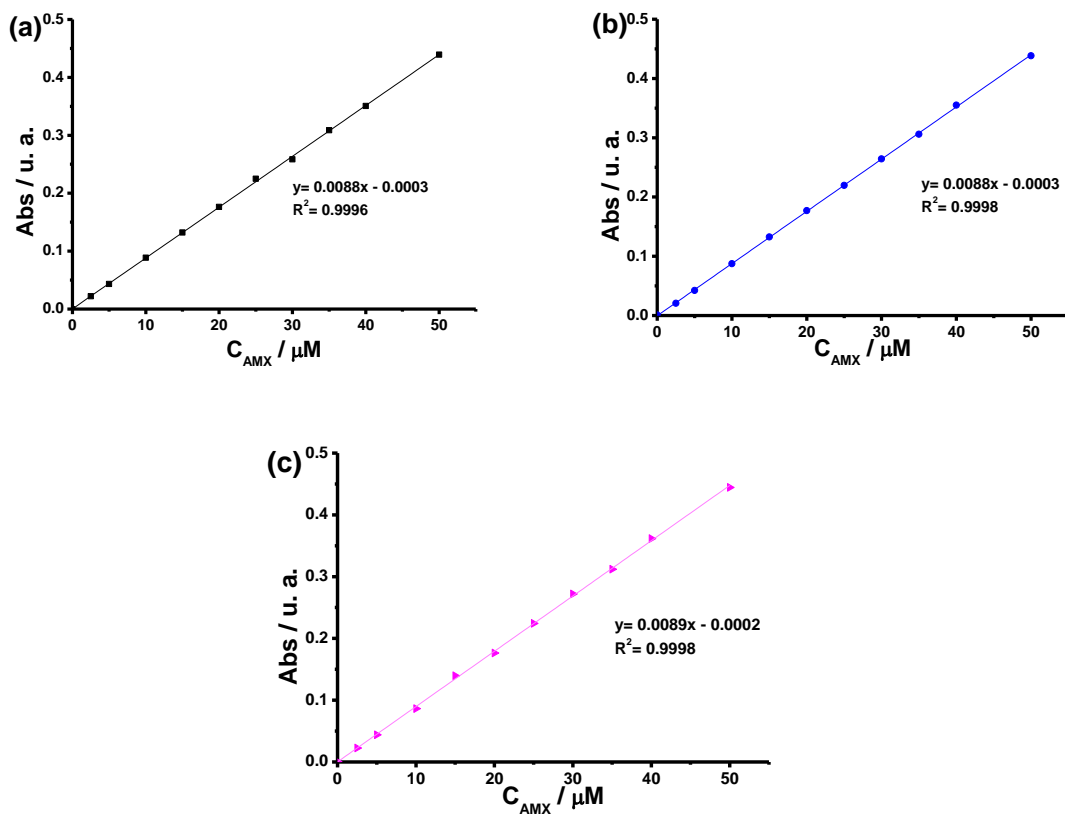 (a)
0.5
0.4
0.3
0.2
0.1
0.0
Abs / u. a.
y= 0.0088x - 0.0003
R²= 0.9996
0 10 20 30 40 50
C_AMX / μM
(b)
0.5
0.4
0.3
0.2
0.1
0.0
Abs / u. a.
y= 0.0088x - 0.0003
R²= 0.9998
0 10 20 30 40 50
C_AMX / μM
(c)
0.5
0.4
0.3
0.2
0.1
0.0
Abs / u. a.
y= 0.0089x - 0.0002
R²= 0.9998
0 10 20 30 40 50
C_AMX / μM